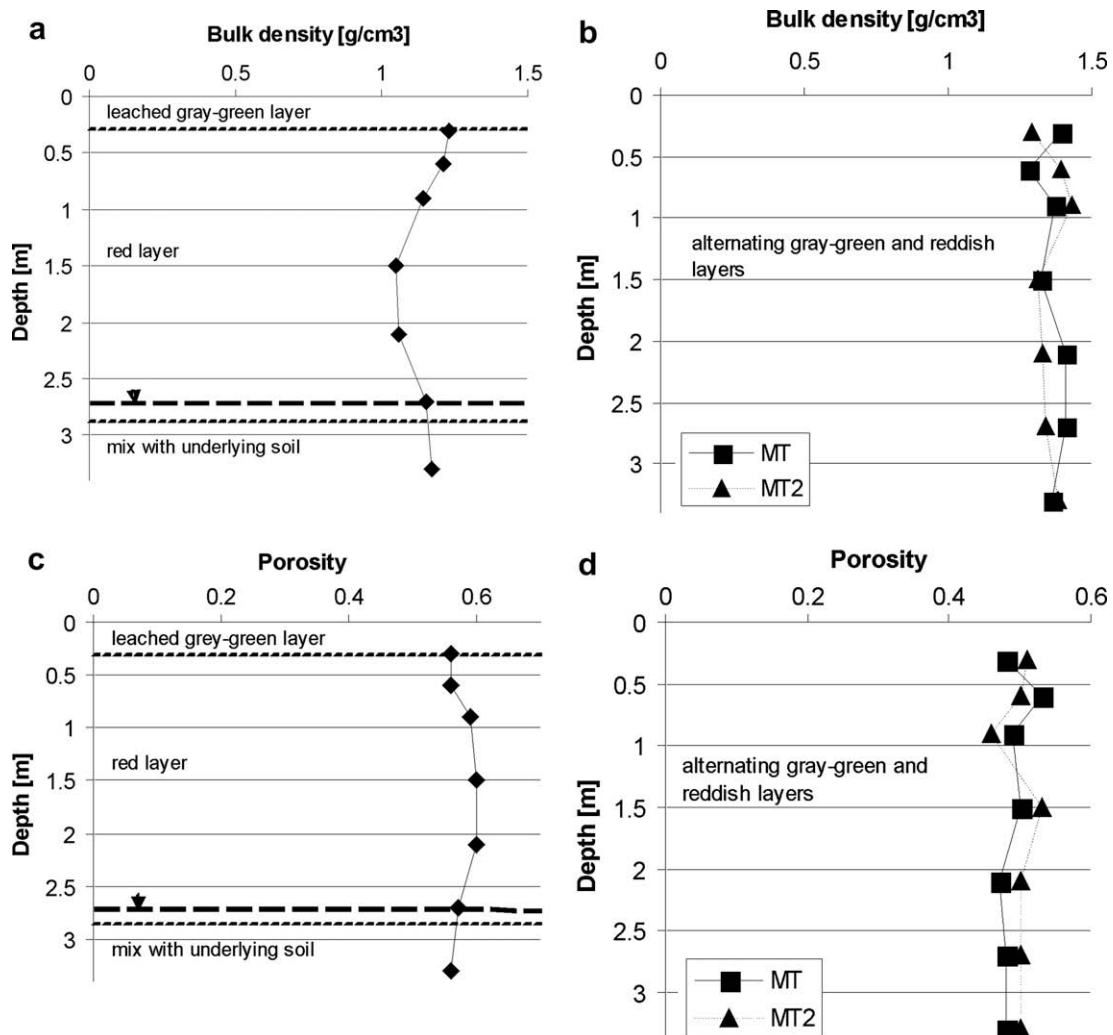 a
Bulk density [g/cm3]
0 0.5 1 1.5
0
leached gray-green layer
0.5
1
red layer
1.5
2
2.5
mix with underlying soil
3
Depth [m]
b
Bulk density [g/cm3]
0 0.5 1 1.5
0
0.5
1
alternating gray-green and reddish
layers
1.5
2
2.5
3
MT
MT2
Depth [m]
c
Porosity
0 0.2 0.4 0.6
0
leached grey-green layer
0.5
1
red layer
1.5
2
2.5
mix with underlying soil
3
Depth [m]
d
Porosity
0 0.2 0.4 0.6
0
0.5
1
alternating gray-green and
reddish layers
1.5
2
2.5
3
MT
MT2
Depth [m]